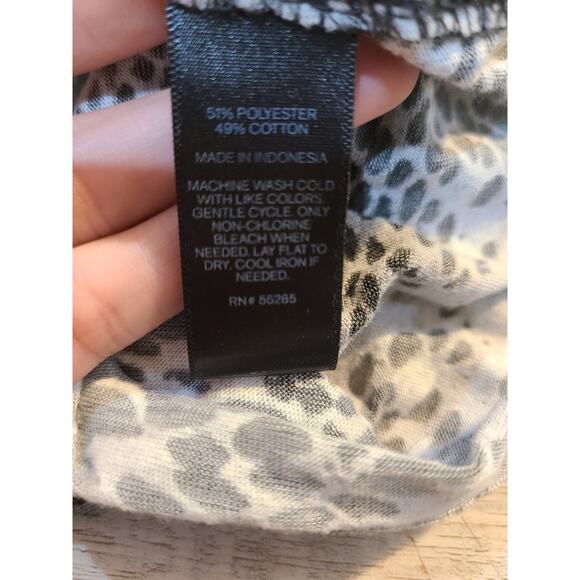 51% POLYESTER
49% COTTON
MADE IN INDONESIA
MACHINE WASH COLD
WITH LIKE COLORS.
GENTLE CYCLE. ONLY
NON-CHLORINE
BLEACH WHEN
NEEDED. LAY FLAT TO
DRY. COOL IRON IF
NEEDED.
RN# 55285